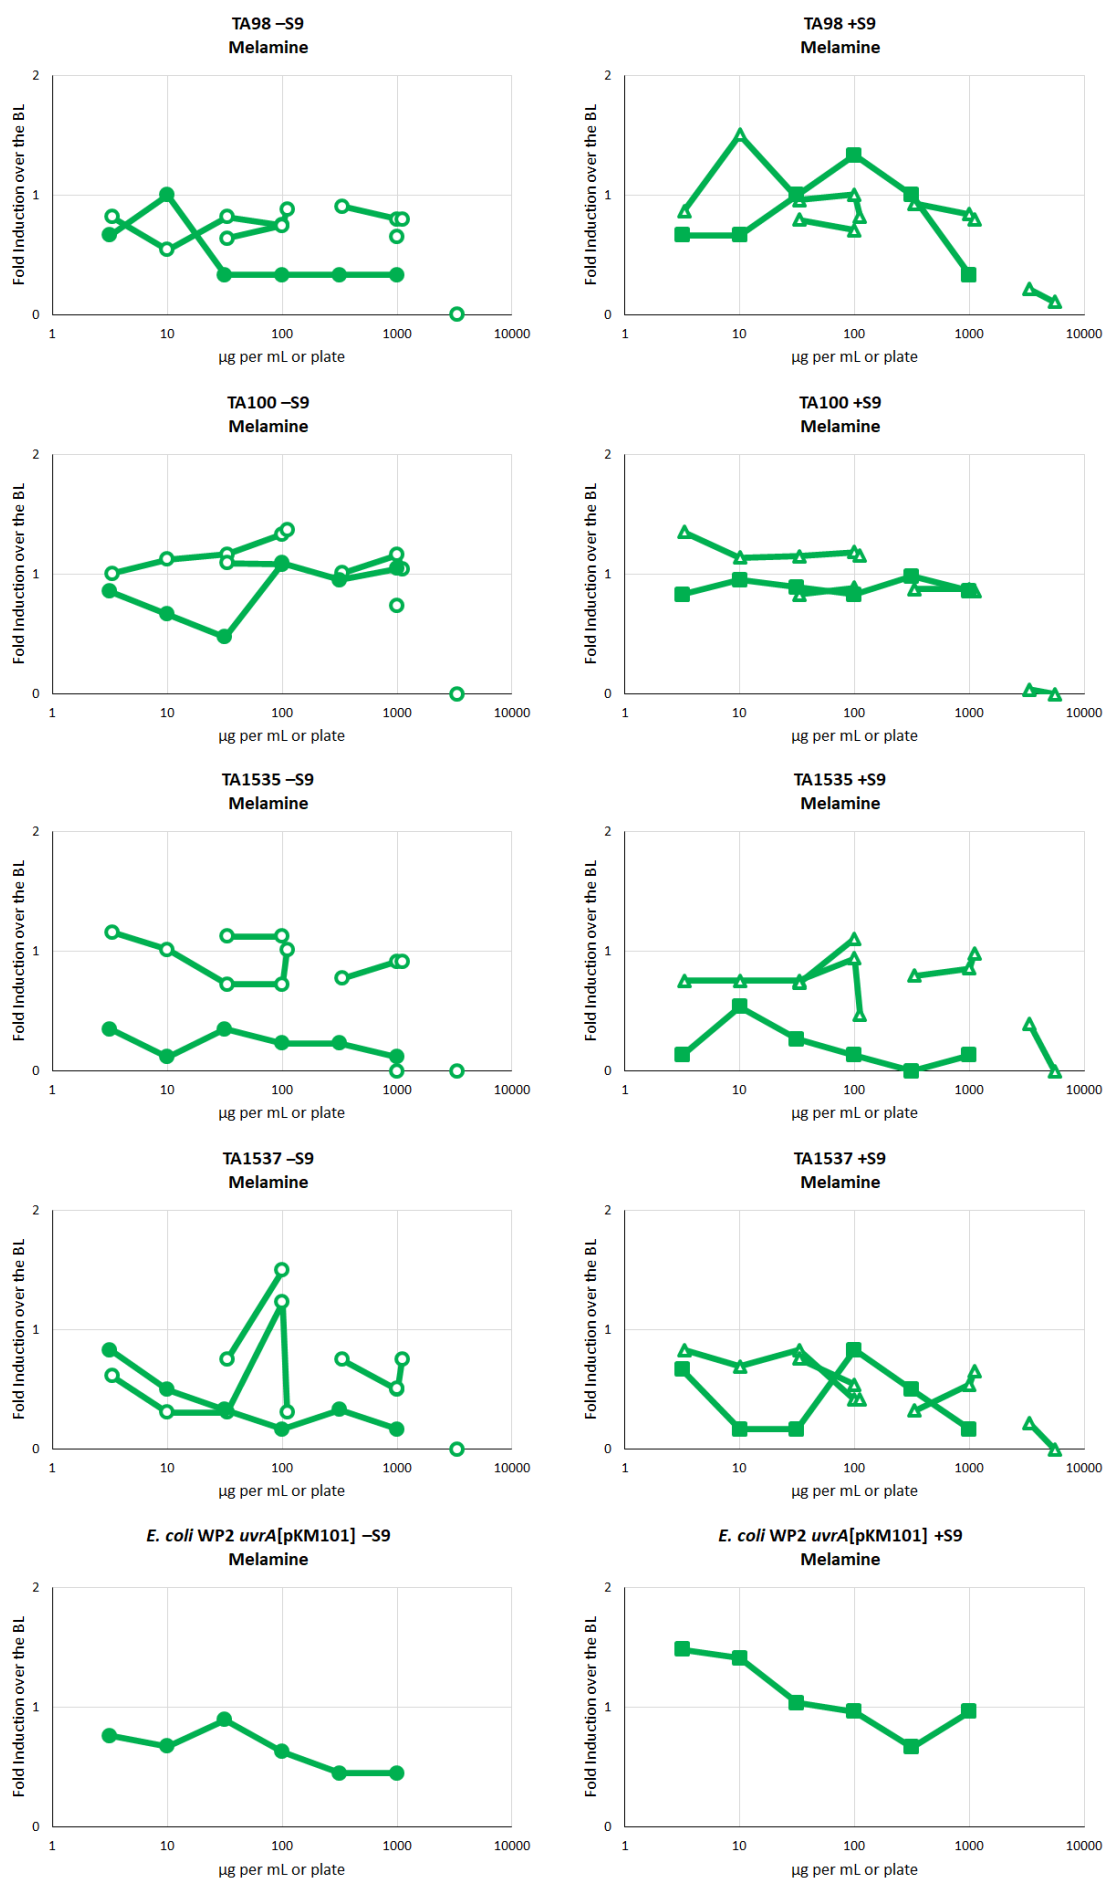 TA98 –S9
Melamine
Fold Induction over the BL
2
1
0
1
10
100
1000
10000
µg per mL or plate
TA98 +S9
Melamine
Fold Induction over the BL
2
1
0
1
10
100
1000
10000
µg per mL or plate
TA100 –S9
Melamine
Fold Induction over the BL
2
1
0
1
10
100
1000
10000
µg per mL or plate
TA100 +S9
Melamine
Fold Induction over the BL
2
1
0
1
10
100
1000
10000
µg per mL or plate
TA1535 –S9
Melamine
Fold Induction over the BL
2
1
0
1
10
100
1000
10000
µg per mL or plate
TA1535 +S9
Melamine
Fold Induction over the BL
2
1
0
1
10
100
1000
10000
µg per mL or plate
TA1537 –S9
Melamine
Fold Induction over the BL
2
1
0
1
10
100
1000
10000
µg per mL or plate
TA1537 +S9
Melamine
Fold Induction over the BL
2
1
0
1
10
100
1000
10000
µg per mL or plate
E. coli WP2 uvrA[pKM101] –S9
Melamine
Fold Induction over the BL
2
1
0
1
10
100
1000
10000
µg per mL or plate
E. coli WP2 uvrA[pKM101] +S9
Melamine
Fold Induction over the BL
2
1
0
1
10
100
1000
10000
µg per mL or plate